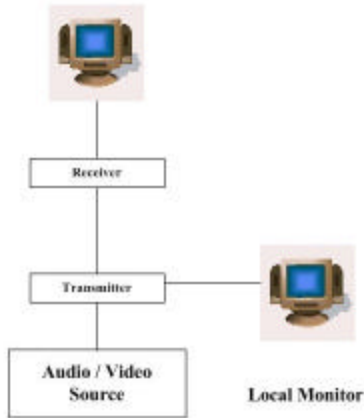 Receiver
Transmitter
Audio / Video
Source
Local Monitor